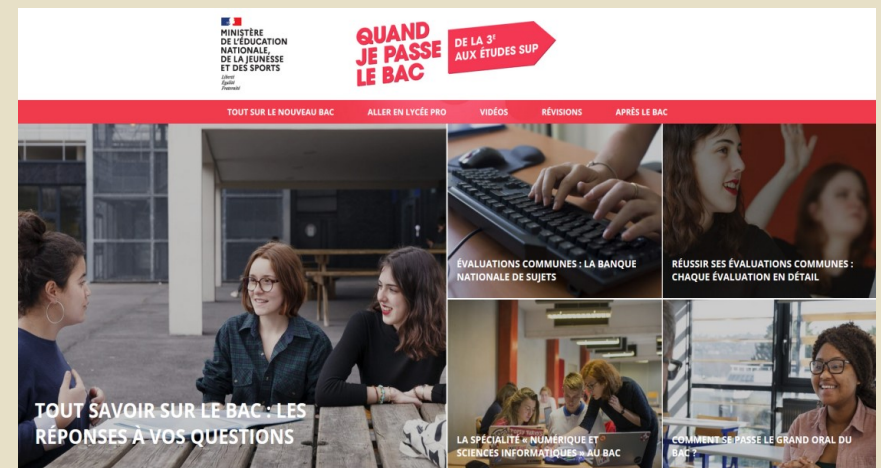 MINISTÈRE
DE L'ÉDUCATION
NATIONALE,
DE LA JEUNESSE
ET DES SPORTS
Liberté
Égalité
Fraternité
QUAND
JE PASSE
LE BAC
DE LA 3E
AUX ÉTUDES SUP
TOUT SUR LE NOUVEAU BAC
ALLER EN LYCÉE PRO
VIDÉOS
RÉVISIONS
APRÈS LE BAC
TOUT SAVOIR SUR LE BAC : LES
RÉPONSES À VOS QUESTIONS
ÉVALUATIONS COMMUNES : LA BANQUE
NATIONALE DE SUJETS
RÉUSSIR SES ÉVALUATIONS COMMUNES :
CHAQUE ÉVALUATION EN DÉTAIL
LA SPÉCIALITÉ « NUMÉRIQUE ET
SCIENCES INFORMATIQUES » AU BAC
COMMENT SE PASSE LE GRAND ORAL DU
BAC ?